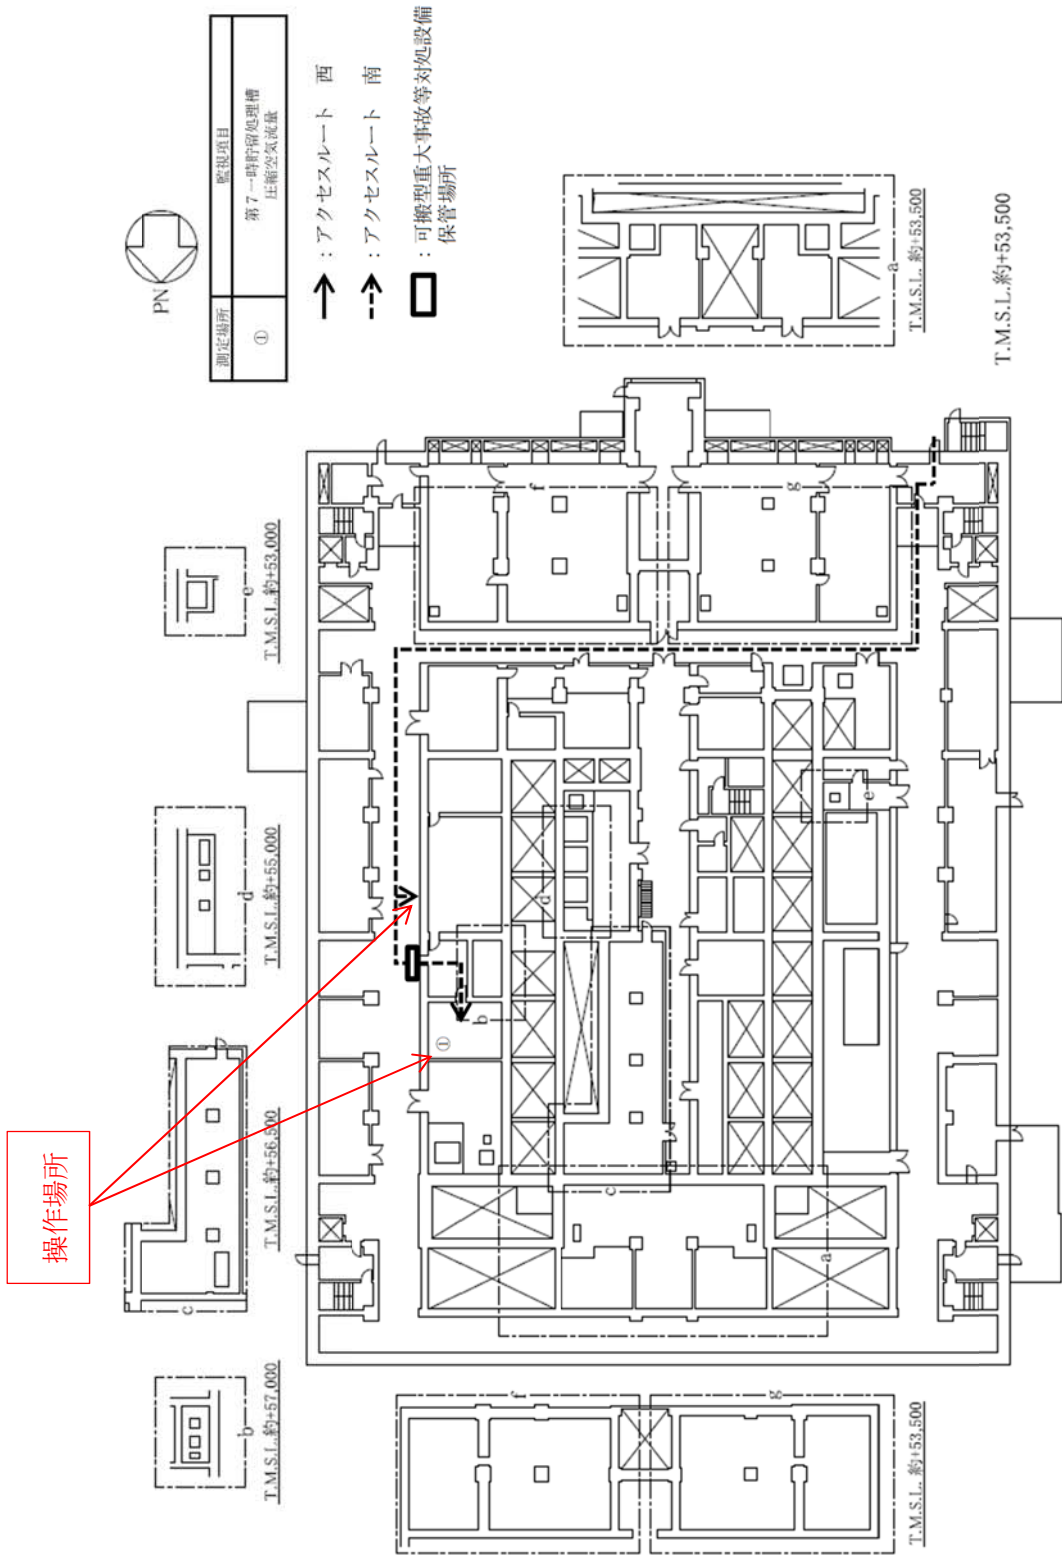 PN
測定場所
監視項目
①
第7一時貯留処理槽
圧縮空気流量
：アクセスルート 西
：アクセスルート 南
：可搬型重大事故等対処設備
保管場所
操作場所
b
T.M.S.L.約+57,000
c
T.M.S.L.約+56,500
d
T.M.S.L.約+55,000
e
T.M.S.L.約+53,000
f
g
T.M.S.L. 約+53,500
①
b
d
c
a
e
f
g
a
T.M.S.L. 約+53,500
T.M.S.L.約+53,500